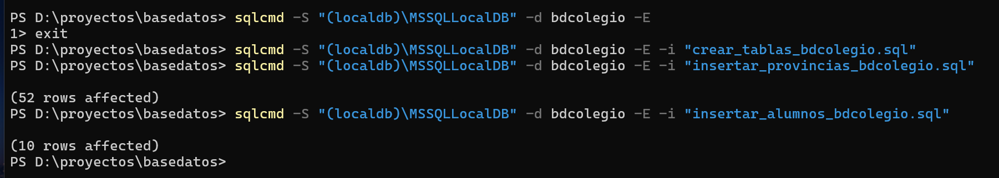 PS D:\proyectos\basedatos> sqlcmd -S "(localdb)\MSSQLLocalDB" -d bdcolegio -E
1> exit
PS D:\proyectos\basedatos> sqlcmd -S "(localdb)\MSSQLLocalDB" -d bdcolegio -E -i "crear_tablas_bdcolegio.sql"
PS D:\proyectos\basedatos> sqlcmd -S "(localdb)\MSSQLLocalDB" -d bdcolegio -E -i "insertar_provincias_bdcolegio.sql"
(52 rows affected)
PS D:\proyectos\basedatos> sqlcmd -S "(localdb)\MSSQLLocalDB" -d bdcolegio -E -i "insertar_alumnos_bdcolegio.sql"
(10 rows affected)
PS D:\proyectos\basedatos>